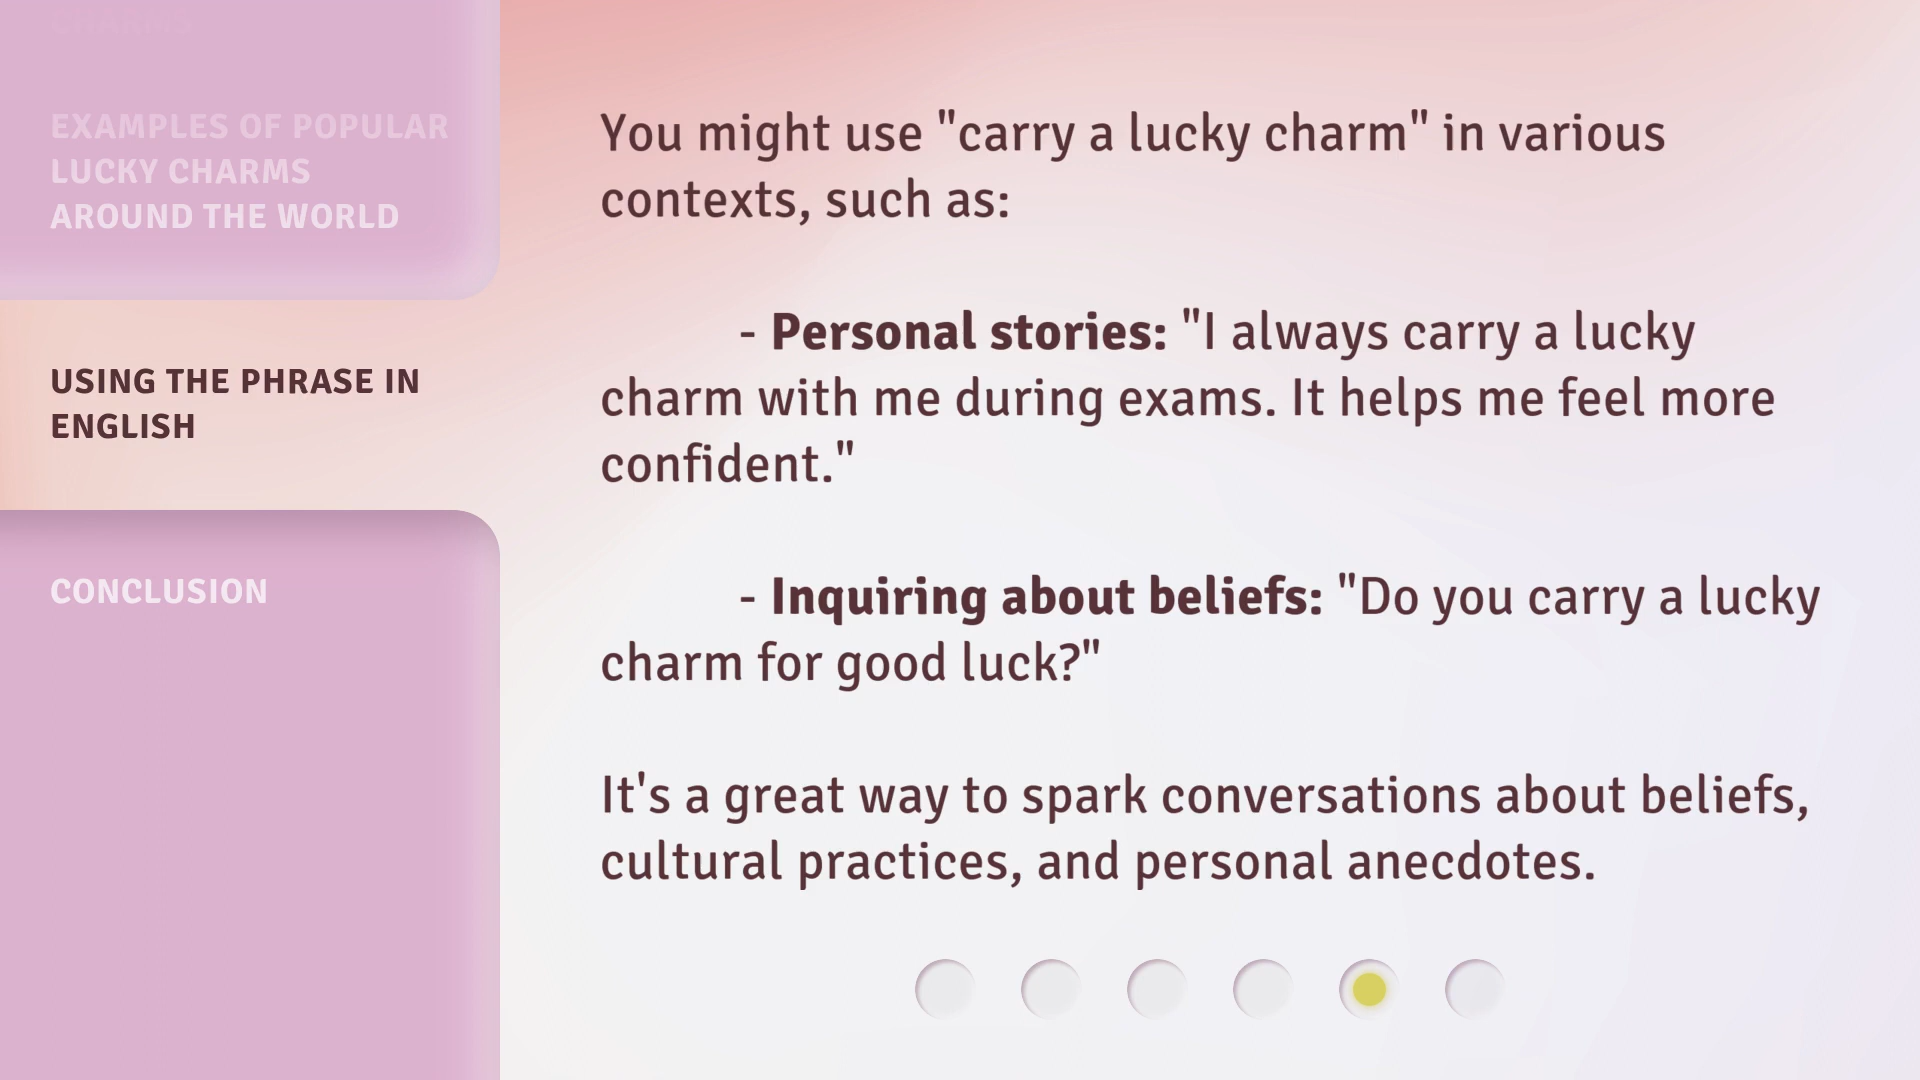 CHARMS
EXAMPLES OF POPULAR
LUCKY CHARMS
AROUND THE WORLD
USING THE PHRASE IN
ENGLISH
CONCLUSION
You might use "carry a lucky charm" in various
contexts, such as:
- Personal stories: "I always carry a lucky
charm with me during exams. It helps me feel more
confident."
- Inquiring about beliefs: "Do you carry a lucky
charm for good luck?"
It's a great way to spark conversations about beliefs,
cultural practices, and personal anecdotes.